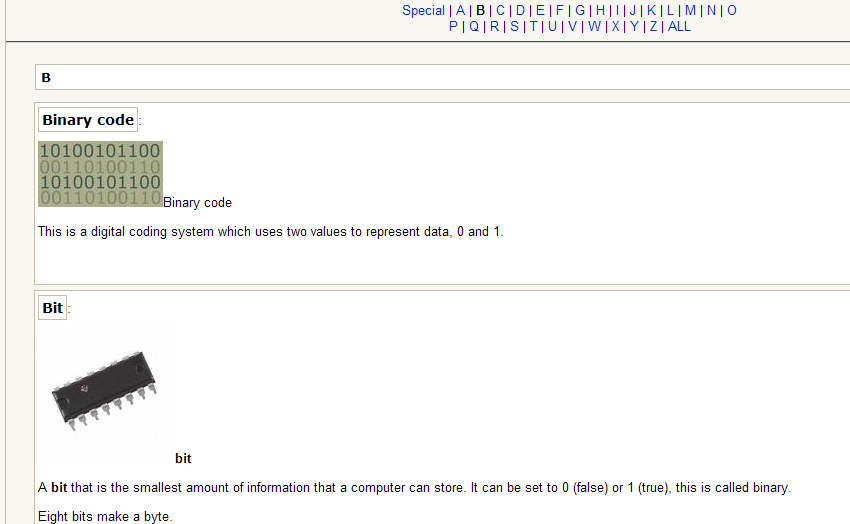 Special | A | B | C | D | E | F | G | H | I | J | K | L | M | N | O
P | Q | R | S | T | U | V | W | X | Y | Z | ALL
B
Binary code:
10100101100
00110100110
10100101100
00110100110
Binary code
This is a digital coding system which uses two values to represent data, 0 and 1.
Bit:
bit
A bit that is the smallest amount of information that a computer can store. It can be set to 0 (false) or 1 (true), this is called binary.
Eight bits make a byte.